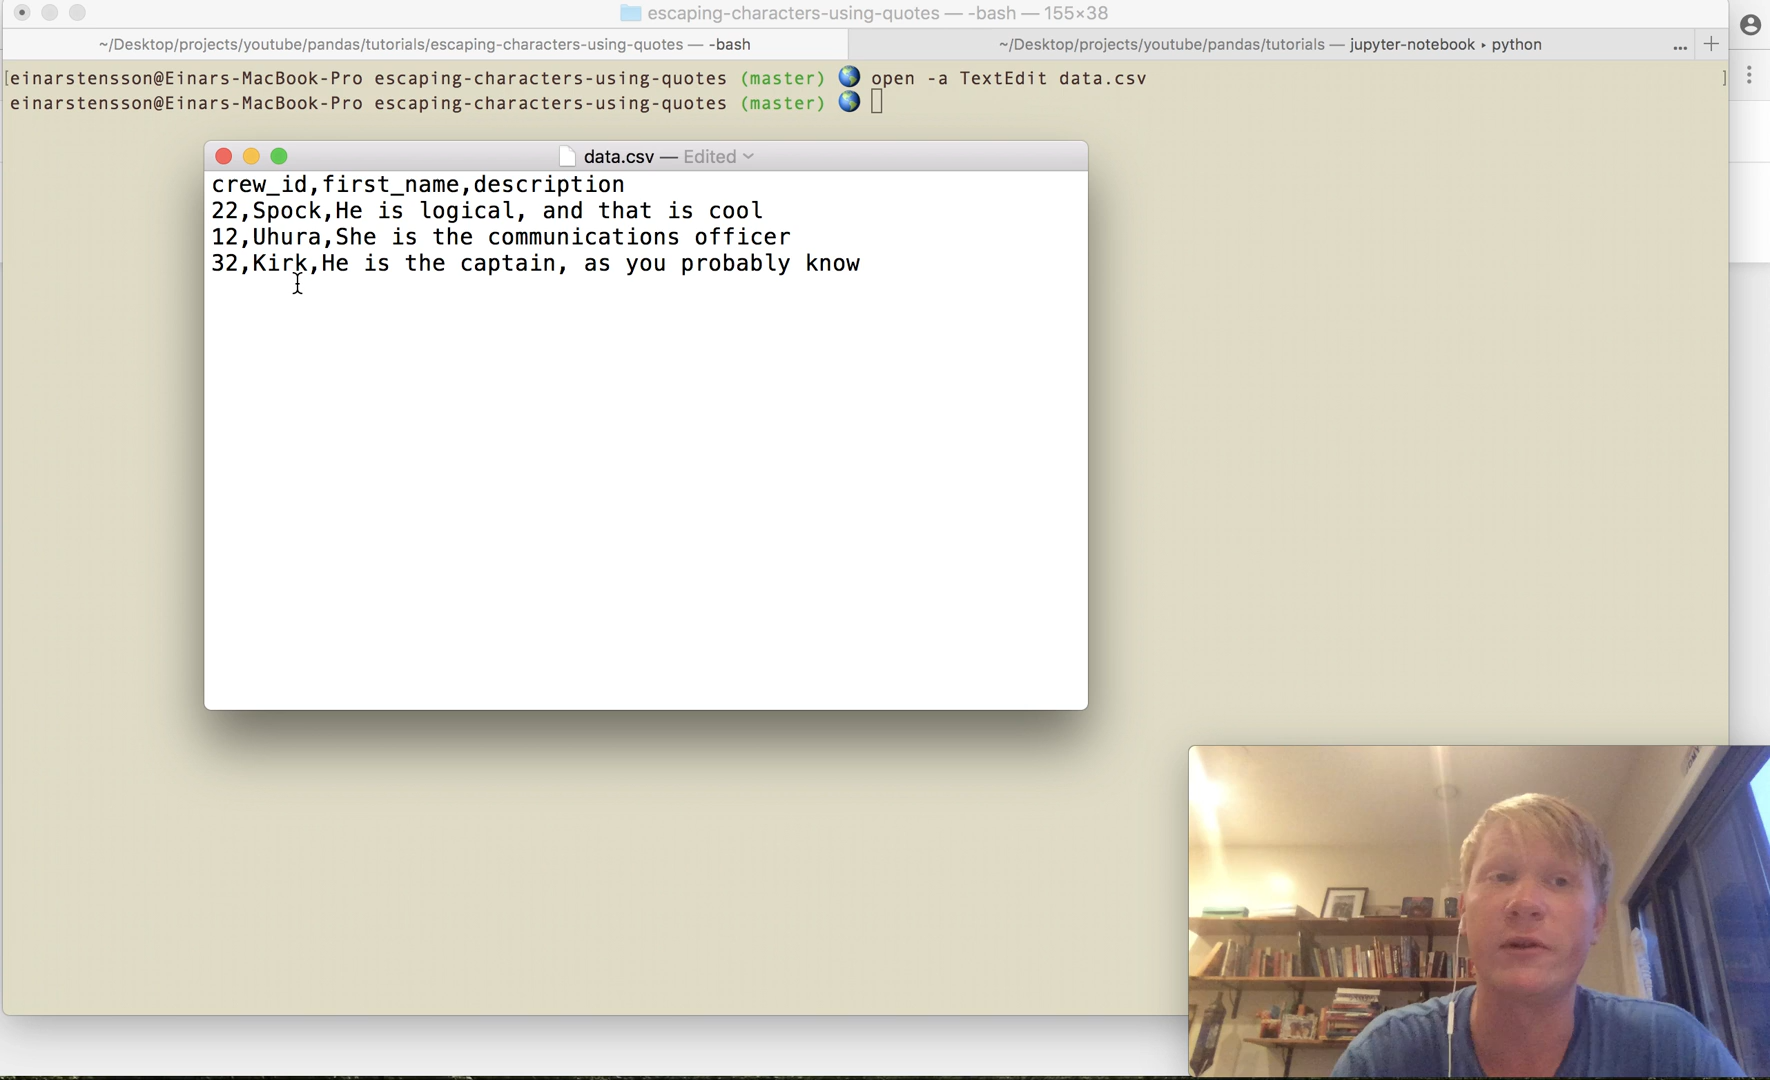 escaping-characters-using-quotes — -bash — 155×38
~/Desktop/projects/youtube/pandas/tutorials/escaping-characters-using-quotes — -bash
~/Desktop/projects/youtube/pandas/tutorials — jupyter-notebook ▸ python
... +
[einarstensson@Einars-MacBook-Pro escaping-characters-using-quotes (master) 🌎 open -a TextEdit data.csv ]
einarstensson@Einars-MacBook-Pro escaping-characters-using-quotes (master) 🌎
data.csv — Edited
crew_id,first_name,description
22,Spock,He is logical, and that is cool
12,Uhura,She is the communications officer
32,Kirk,He is the captain, as you probably know